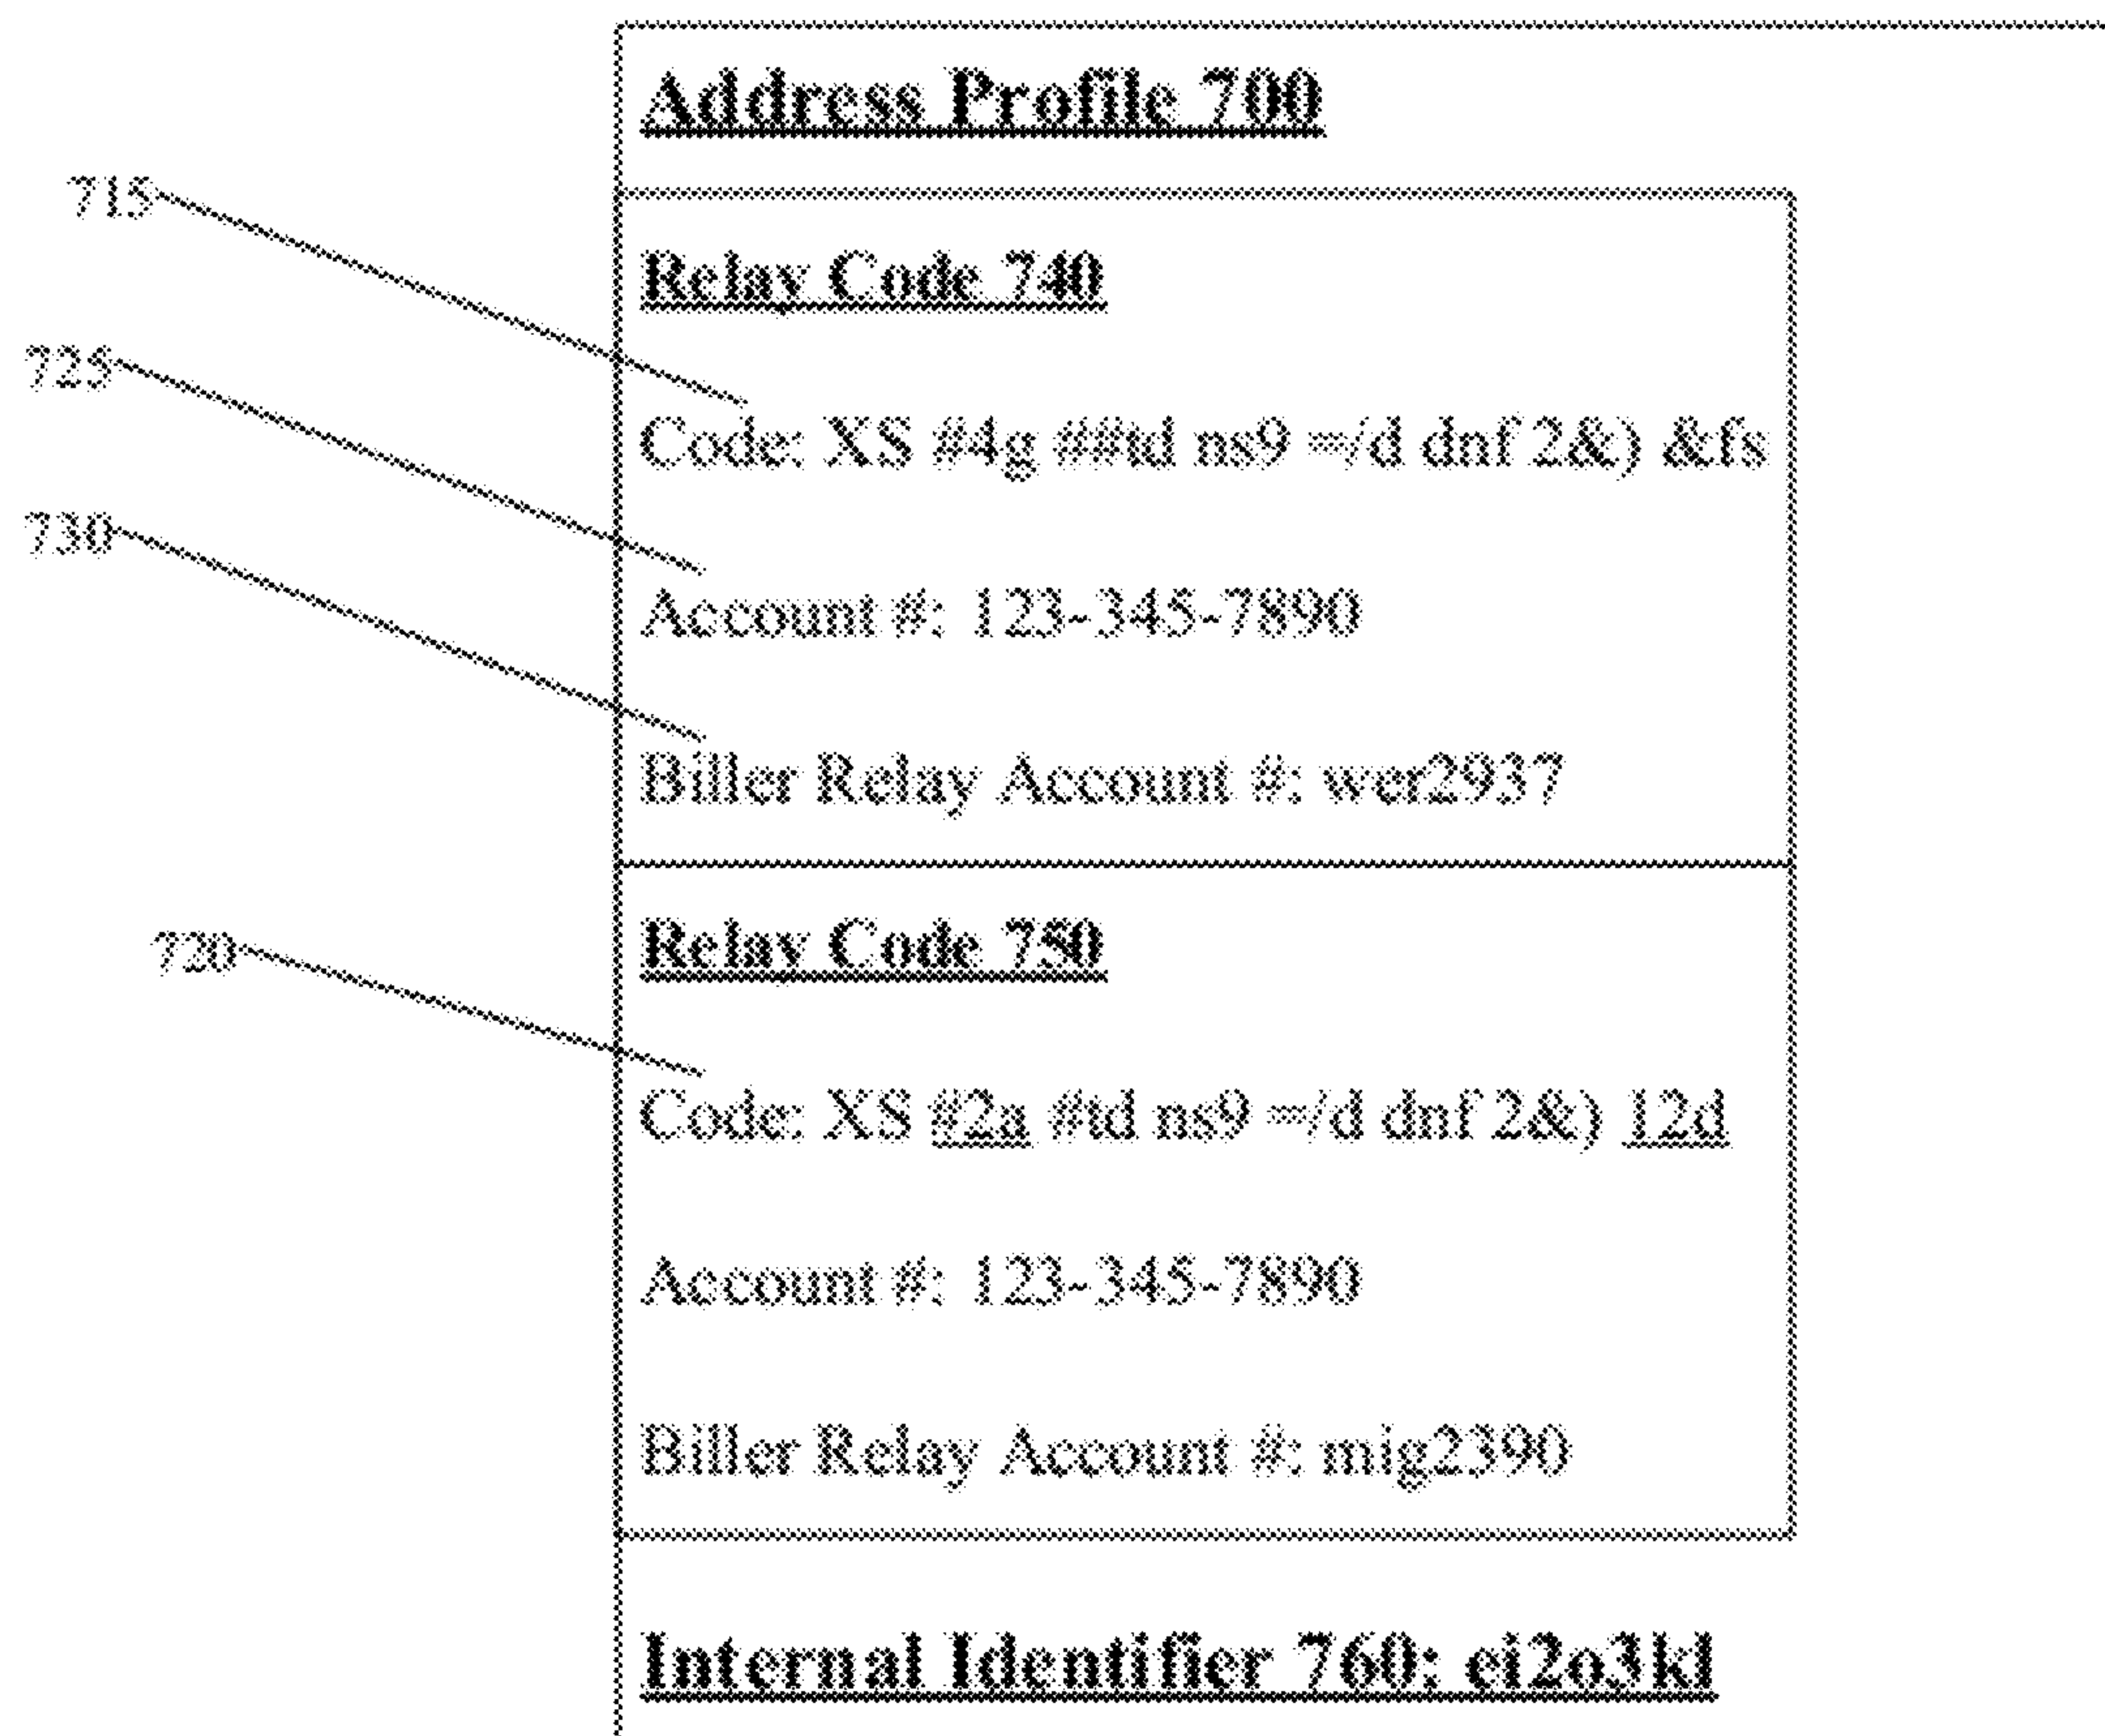 Address Profile 700
715
Relay Code 740
725
Code: XS #4g ##td ns9 =/d dnf 2&) &fs
730
Account #: 123-345-7890
Biller Relay Account #: wer2937
720
Relay Code 750
Code: XS #2a #td ns9 =/d dnf 2&) 12d
Account #: 123-345-7890
Biller Relay Account #: mig2390
Internal Identifier 760: ei2o3kl